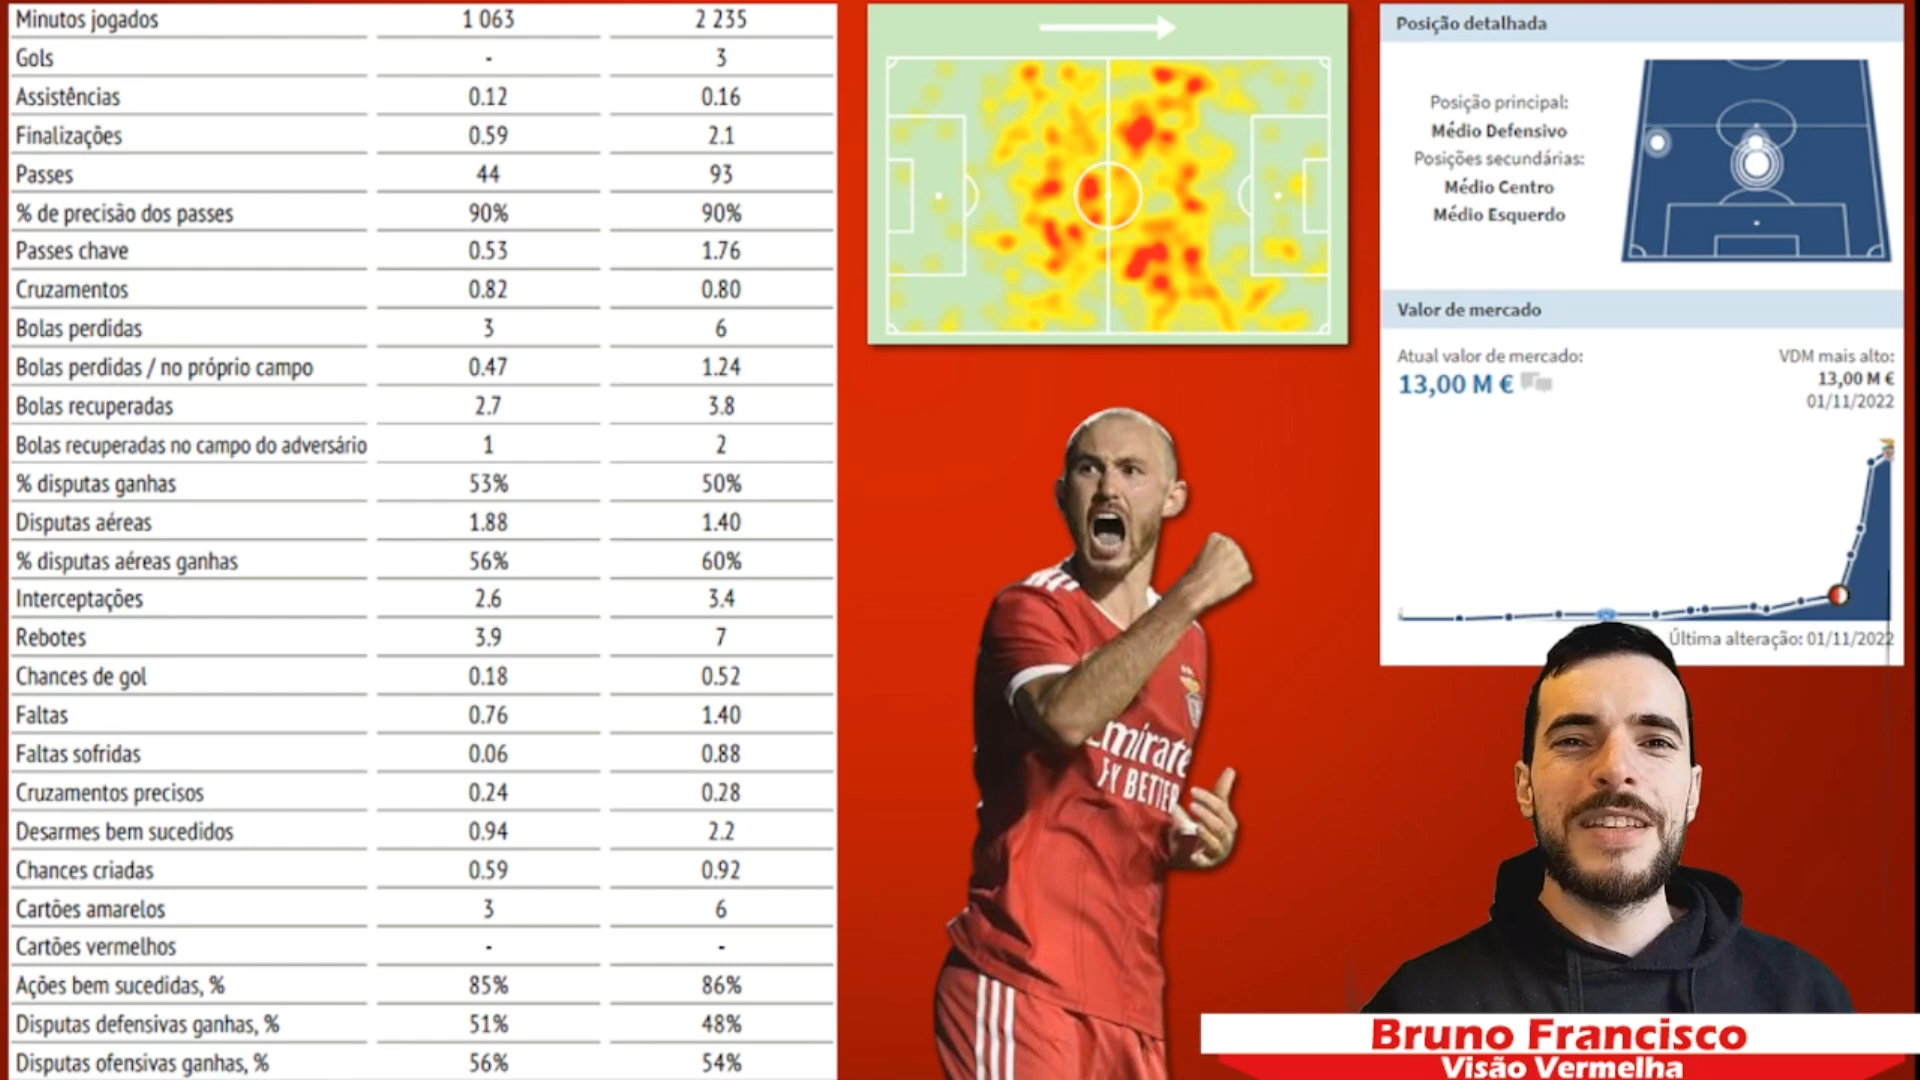 Minutos jogados 1 063 2 235
Gols - 3
Assistências 0.12 0.16
Finalizações 0.59 2.1
Passes 44 93
% de precisão dos passes 90% 90%
Passes chave 0.53 1.76
Cruzamentos 0.82 0.80
Bolas perdidas 3 6
Bolas perdidas / no próprio campo 0.47 1.24
Bolas recuperadas 2.7 3.8
Bolas recuperadas no campo do adversário 1 2
% disputas ganhas 53% 50%
Disputas aéreas 1.88 1.40
% disputas aéreas ganhas 56% 60%
Interceptações 2.6 3.4
Rebotes 3.9 7
Chances de gol 0.18 0.52
Faltas 0.76 1.40
Faltas sofridas 0.06 0.88
Cruzamentos precisos 0.24 0.28
Desarmes bem sucedidos 0.94 2.2
Chances criadas 0.59 0.92
Cartões amarelos 3 6
Cartões vermelhos - -
Ações bem sucedidas, % 85% 86%
Disputas defensivas ganhas, % 51% 48%
Disputas ofensivas ganhas, % 56% 54%
Posição detalhada
Posição principal:
Médio Defensivo
Posições secundárias:
Médio Centro
Médio Esquerdo
Valor de mercado
Atual valor de mercado:
13,00 M €
VDM mais alto:
13,00 M €
01/11/2022
Última alteração: 01/11/2022
Emirate
FLY BETTER
Bruno Francisco
Visão Vermelha